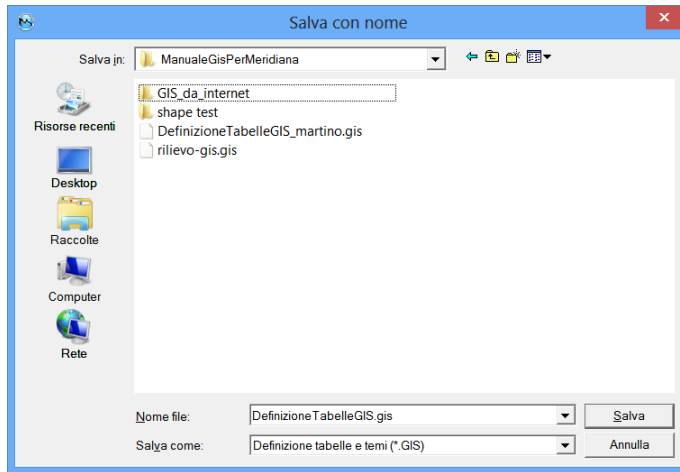 Salva con nome
Salva in: ManualeGisPerMeridiana
GIS_da_internet
shape test
DefinizioneTabelleGIS_martino.gis
rilievo-gis.gis
Risorse recenti
Desktop
Raccolte
Computer
Rete
Nome file: DefinizioneTabelleGIS.gis Salva
Salva come: Definizione tabelle e temi (*.GIS) Annulla